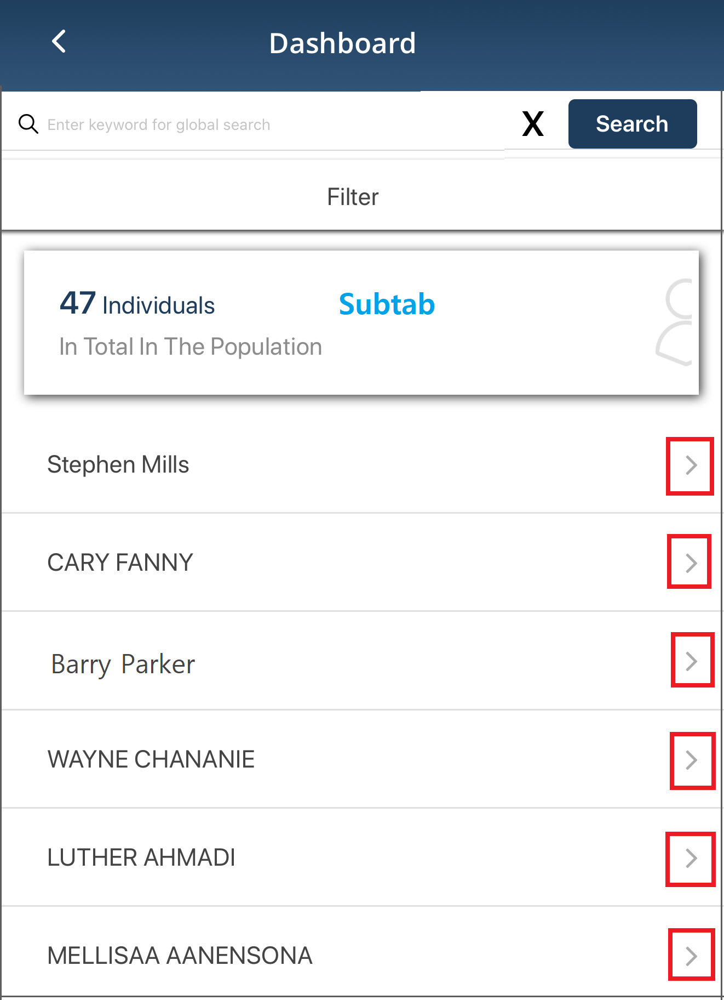 Dashboard
Enter keyword for global search X Search
Filter
47 Individuals Subtab
In Total In The Population
Stephen Mills
CARY FANNY
Barry Parker
WAYNE CHANANIE
LUTHER AHMADI
MELLISAA AANENSONA